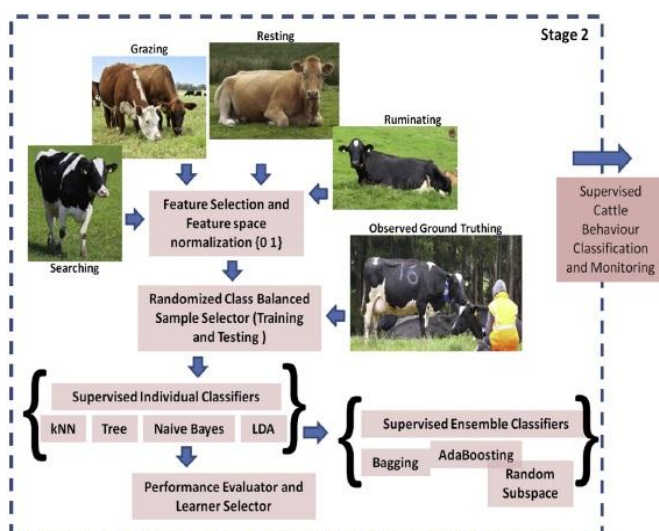 Resting
Stage 2
Grazing
Ruminating
Searching
Feature Selection and
Feature space
normalization {0 1}
Supervised
Cattle
Behaviour
Classification
and Monitoring
Observed Ground Truthing
16
Randomized Class Balanced
Sample Selector (Training
and Testing )
Supervised Individual Classifiers
kNN Tree Naive Bayes LDA
Supervised Ensemble Classifiers
Bagging AdaBoosting
Random
Subspace
Performance Evaluator and
Learner Selector